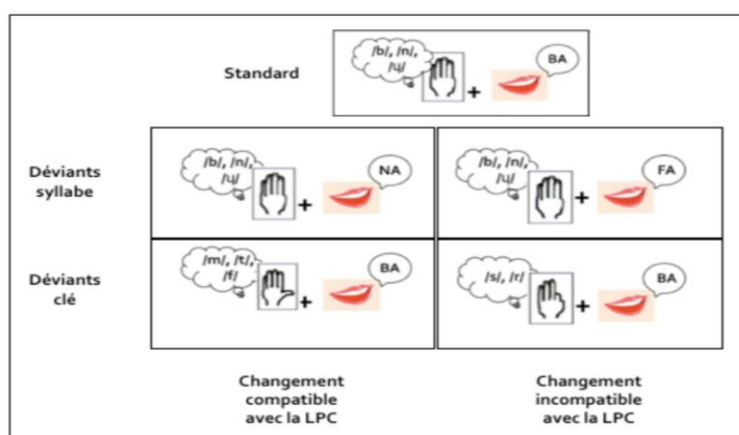 Standard
/b/, /n/,
/ɥ/
+
BA
Déviants
syllabe
/b/, /n/,
/ɥ/
+
NA
/b/, /n/,
/ɥ/
+
FA
Déviants
clé
/m/, /t/,
/f/
+
BA
/s/, /r/
+
BA
Changement
compatible
avec la LPC
Changement
incompatible
avec la LPC